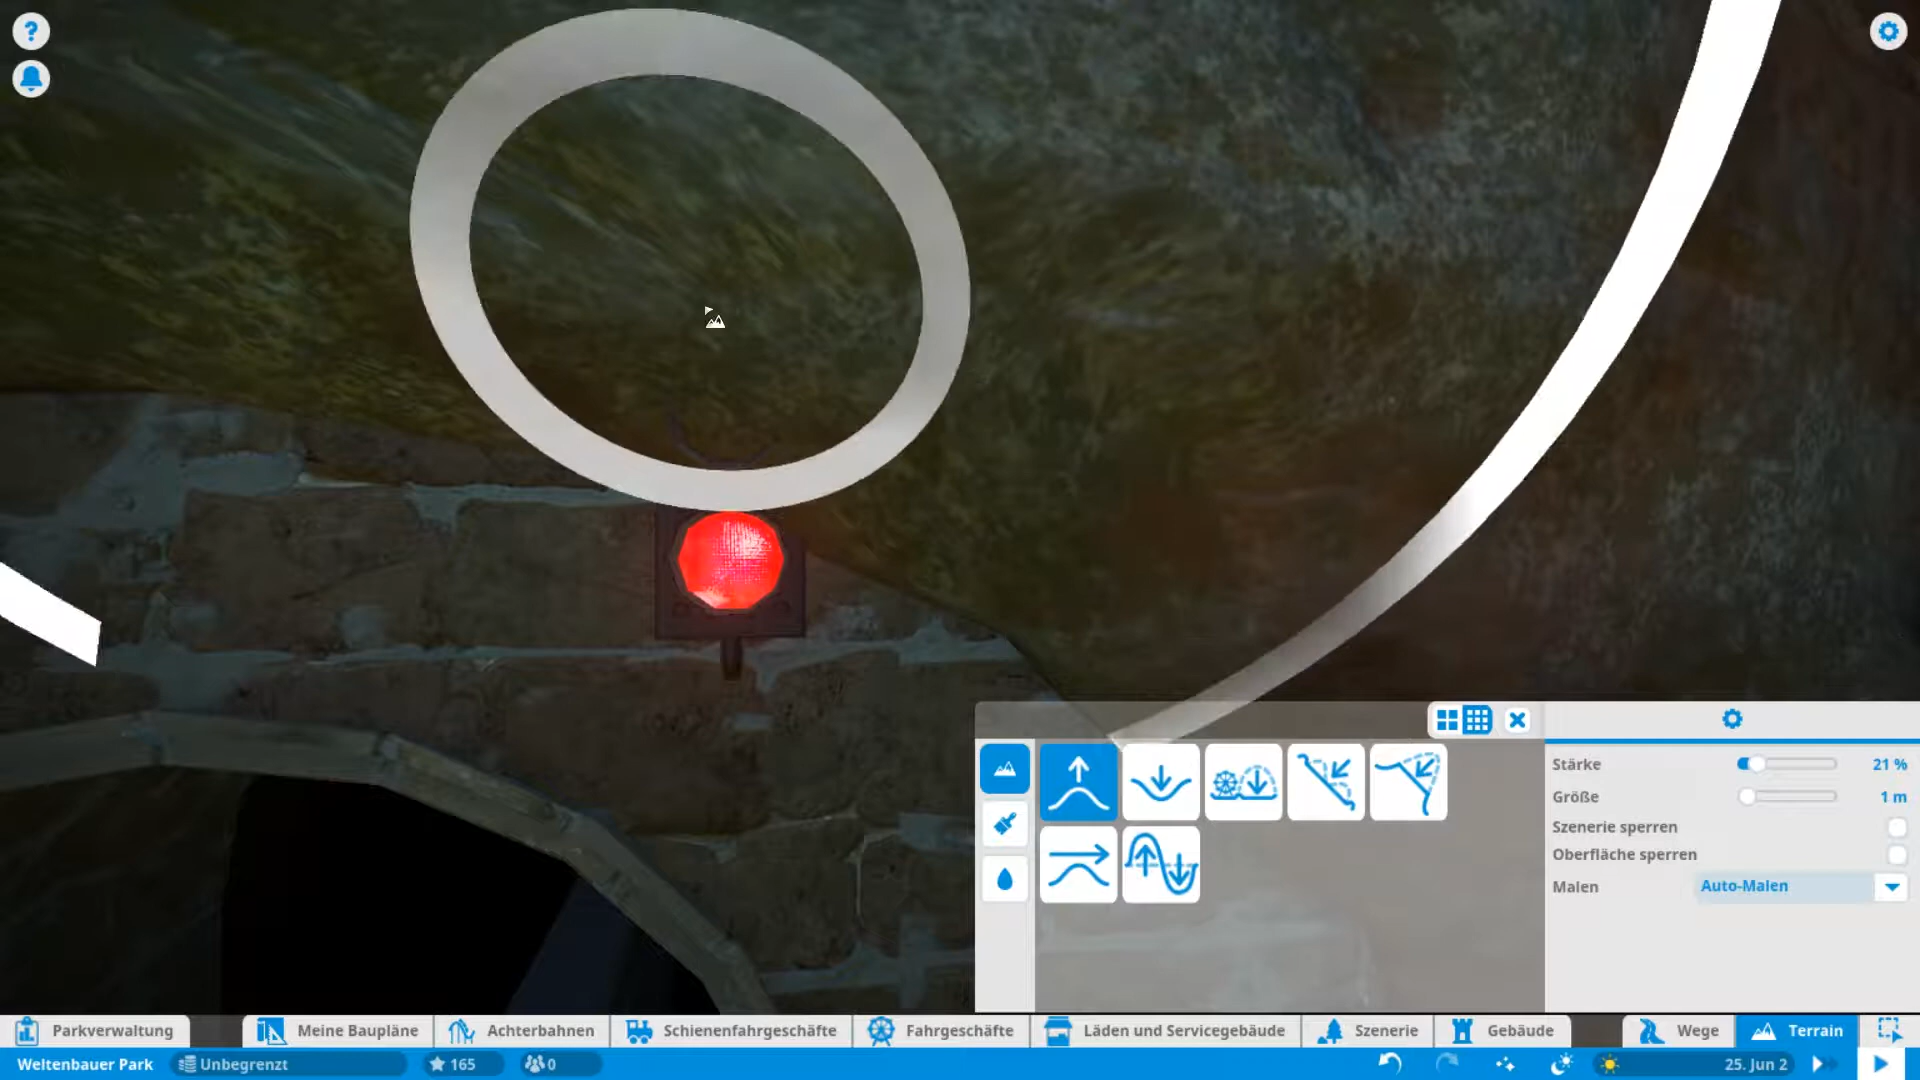 ?
Stärke 21 %
Größe 1 m
Szenerie sperren
Oberfläche sperren
Malen Auto-Malen
Parkverwaltung Meine Baupläne Achterbahnen Schienenfahrgeschäfte Fahrgeschäfte Läden und Servicegebäude Szenerie Gebäude Wege Terrain
Weltenbauer Park Unbegrenzt 165 0 25. Jun 2